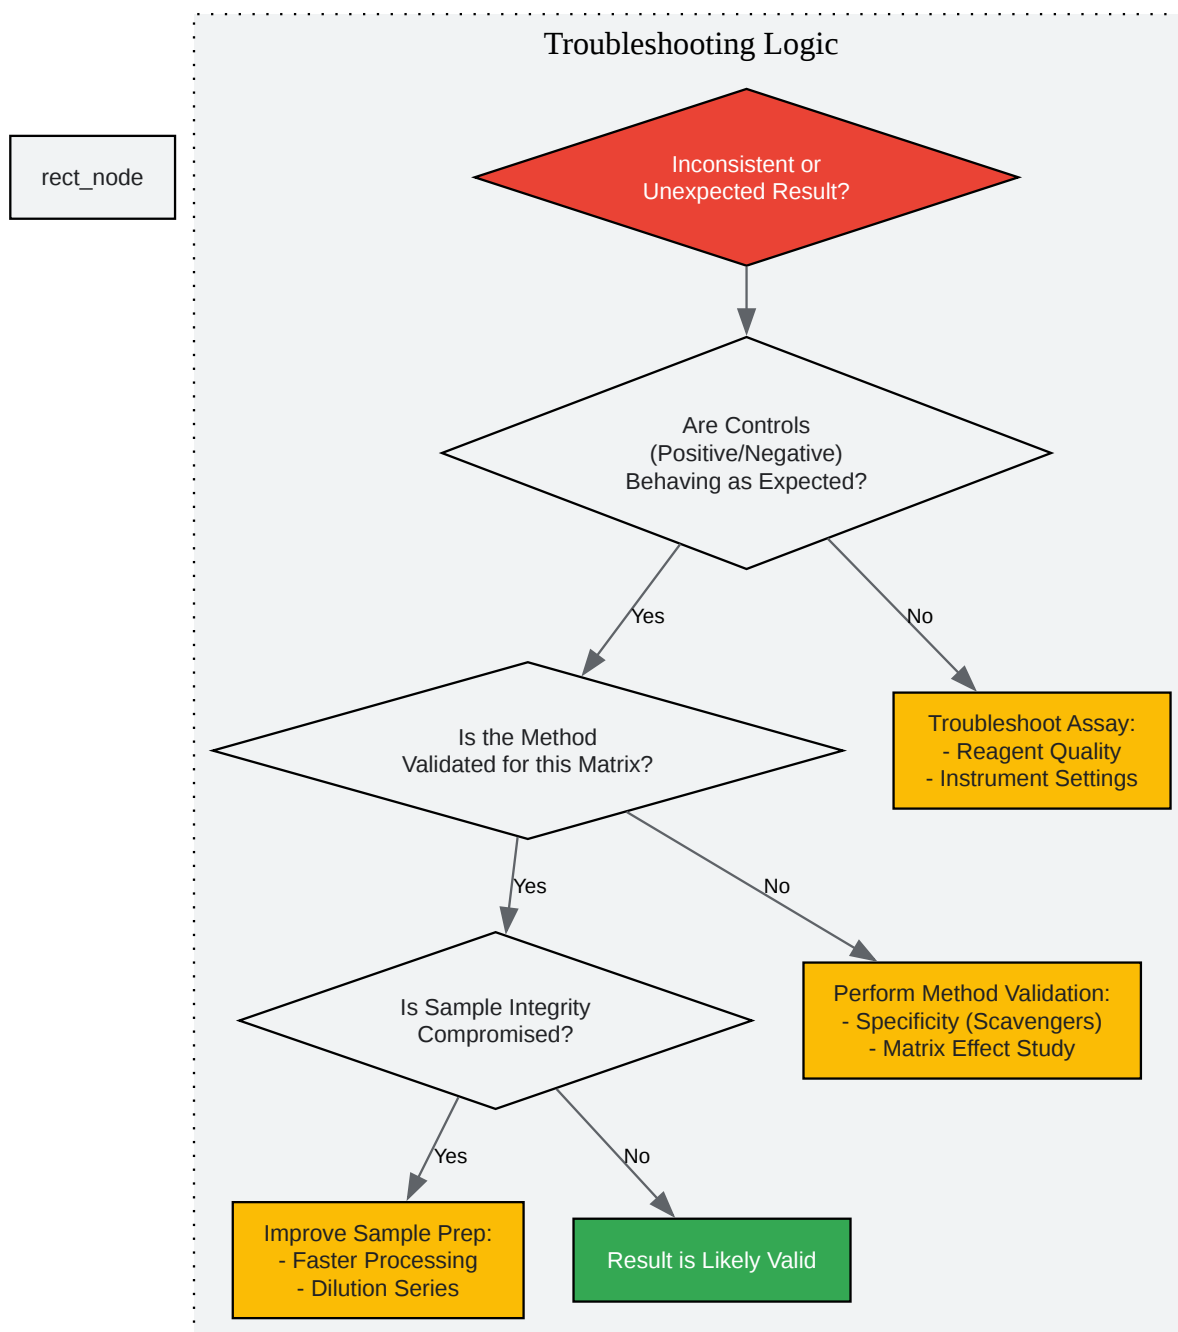 Troubleshooting Logic
rect_node
Inconsistent or
Unexpected Result?
Are Controls
(Positive/Negative)
Behaving as Expected?
Yes
No
Is the Method
Validated for this Matrix?
Troubleshoot Assay:
- Reagent Quality
- Instrument Settings
Yes
No
Is Sample Integrity
Compromised?
Perform Method Validation:
- Specificity (Scavengers)
- Matrix Effect Study
Yes
No
Improve Sample Prep:
- Faster Processing
- Dilution Series
Result is Likely Valid